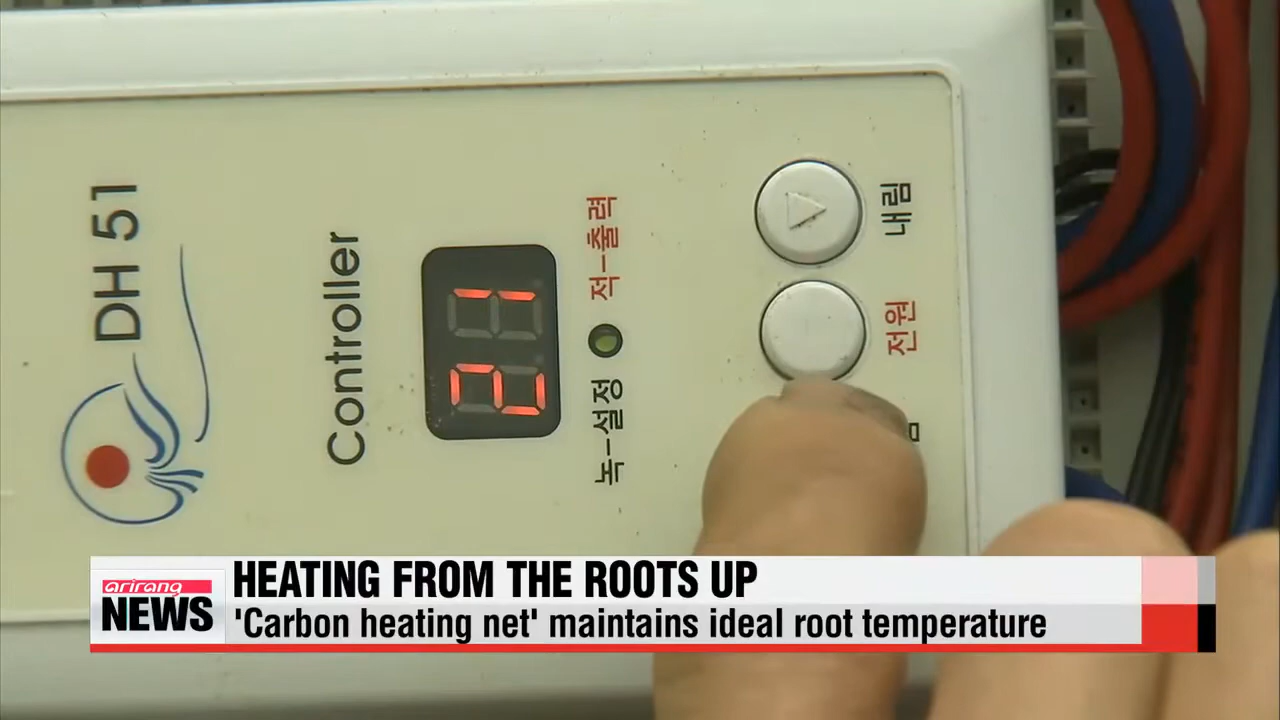 DH 51
Controller
21
녹-설정
적-출력
전원
내림
arirang
NEWS
HEATING FROM THE ROOTS UP
'Carbon heating net' maintains ideal root temperature